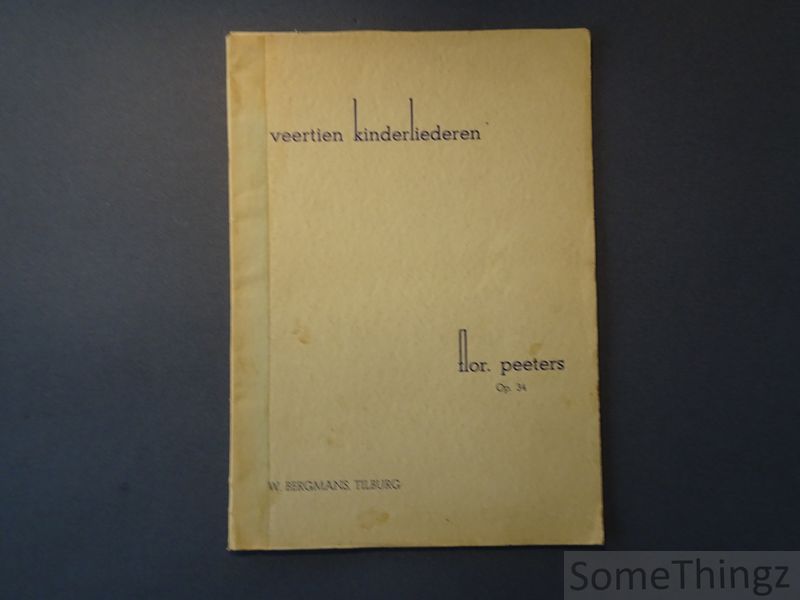 veertien kinderliederen
flor. peeters
Op. 34
W. BERGMANS, TILBURG
SomeThingz